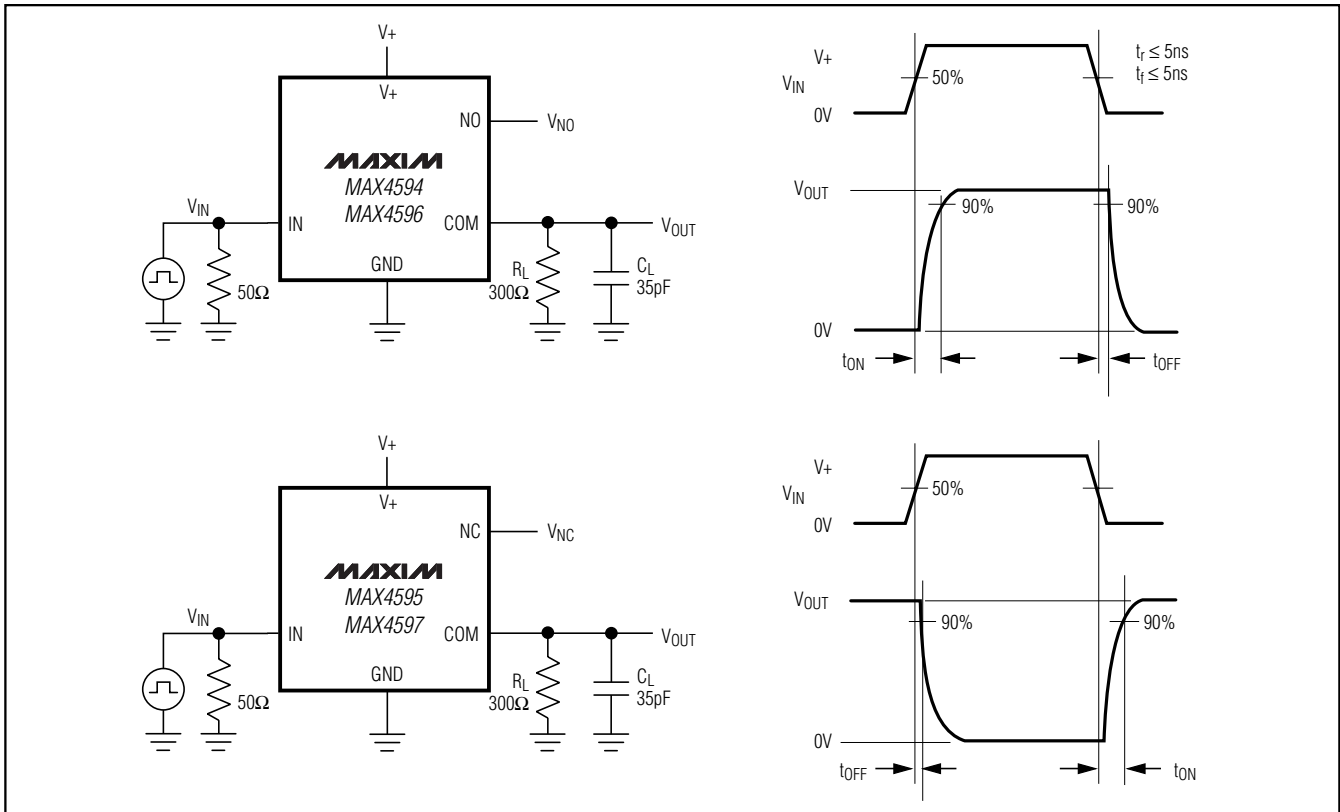 V+
V+
NO
VNO
MAXIM
MAX4594
MAX4596
VIN
IN
COM
VOUT
GND
50Ω
RL
300Ω
CL
35pF
V+
VIN
0V
50%
tr ≤ 5ns
tf ≤ 5ns
VOUT
90%
90%
0V
tON
tOFF
V+
V+
NC
VNC
MAXIM
MAX4595
MAX4597
VIN
IN
COM
VOUT
GND
50Ω
RL
300Ω
CL
35pF
V+
VIN
0V
50%
VOUT
90%
90%
0V
tOFF
tON